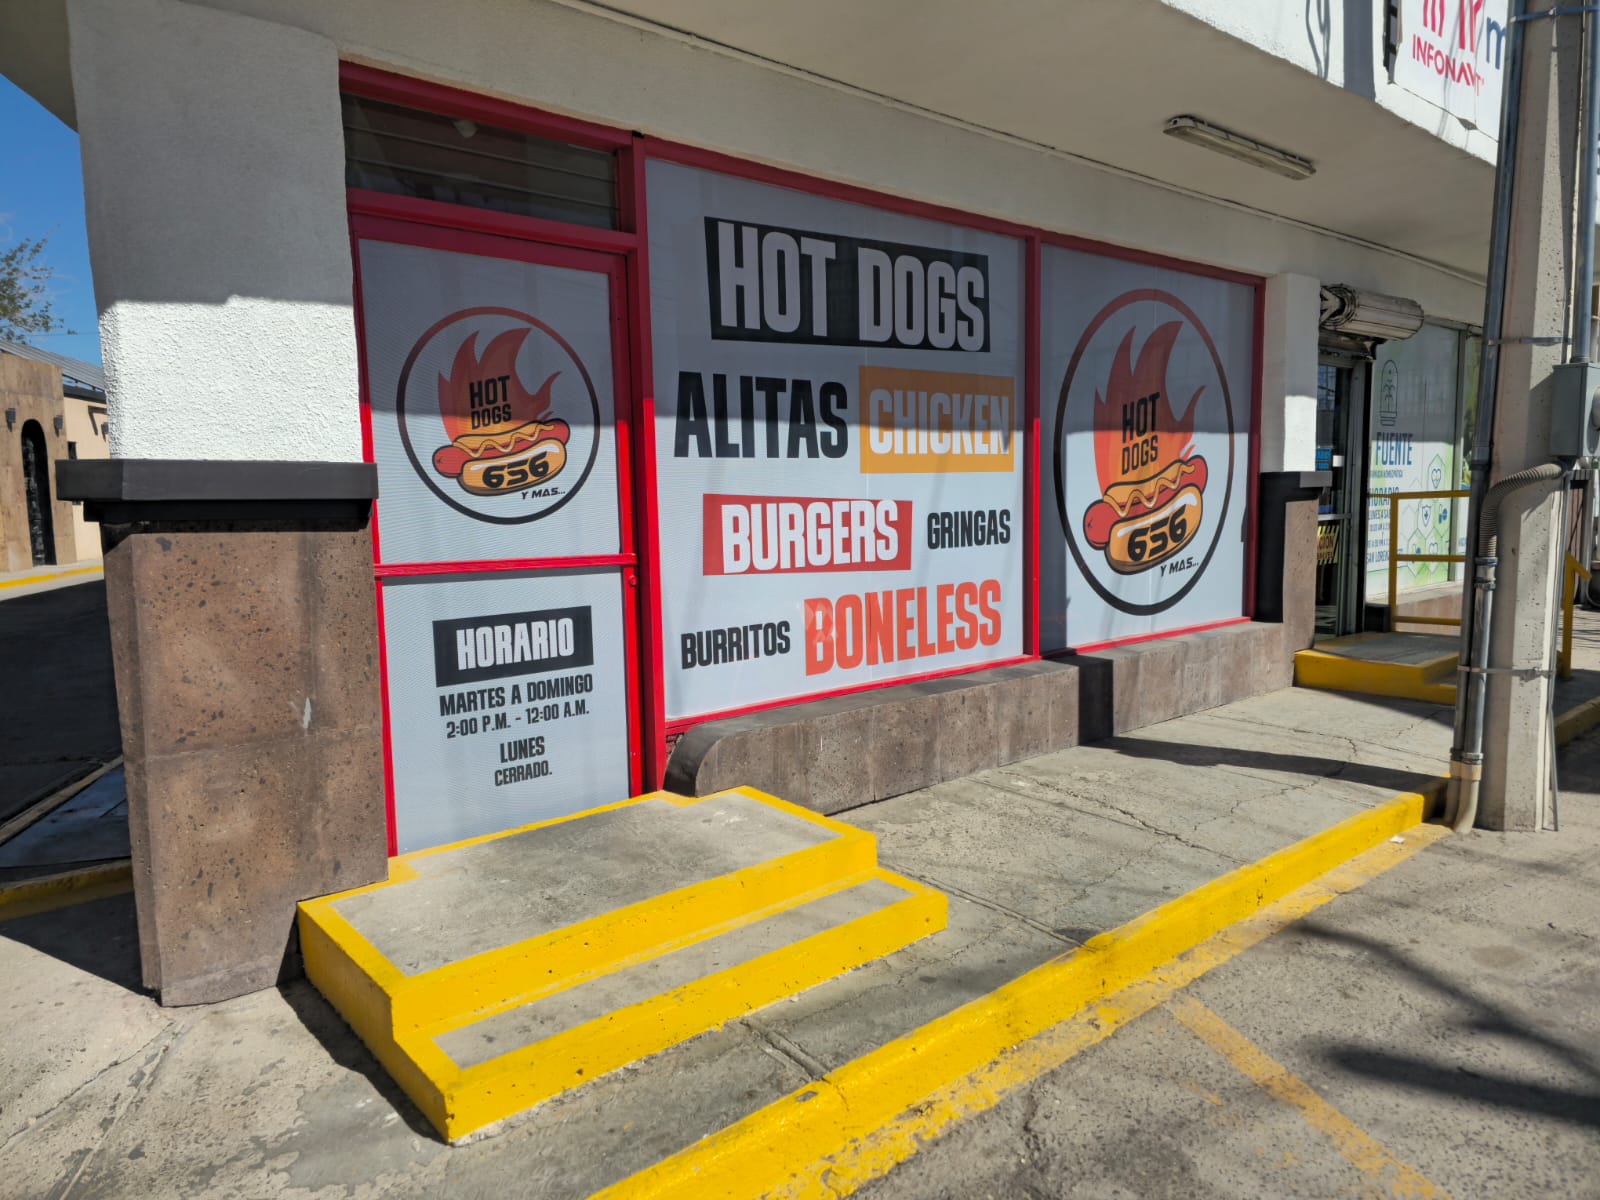 INFONAVIT
HOT DOGS
ALITAS CHICKEN
BURGERS GRINGAS
BURRITOS BONELESS
HOT
DOGS
656
Y MAS...
HORARIO
MARTES A DOMINGO
2:00 P.M. - 12:00 A.M.
LUNES
CERRADO.
HOT
DOGS
656
Y MAS...
FUENTE
HORARIO